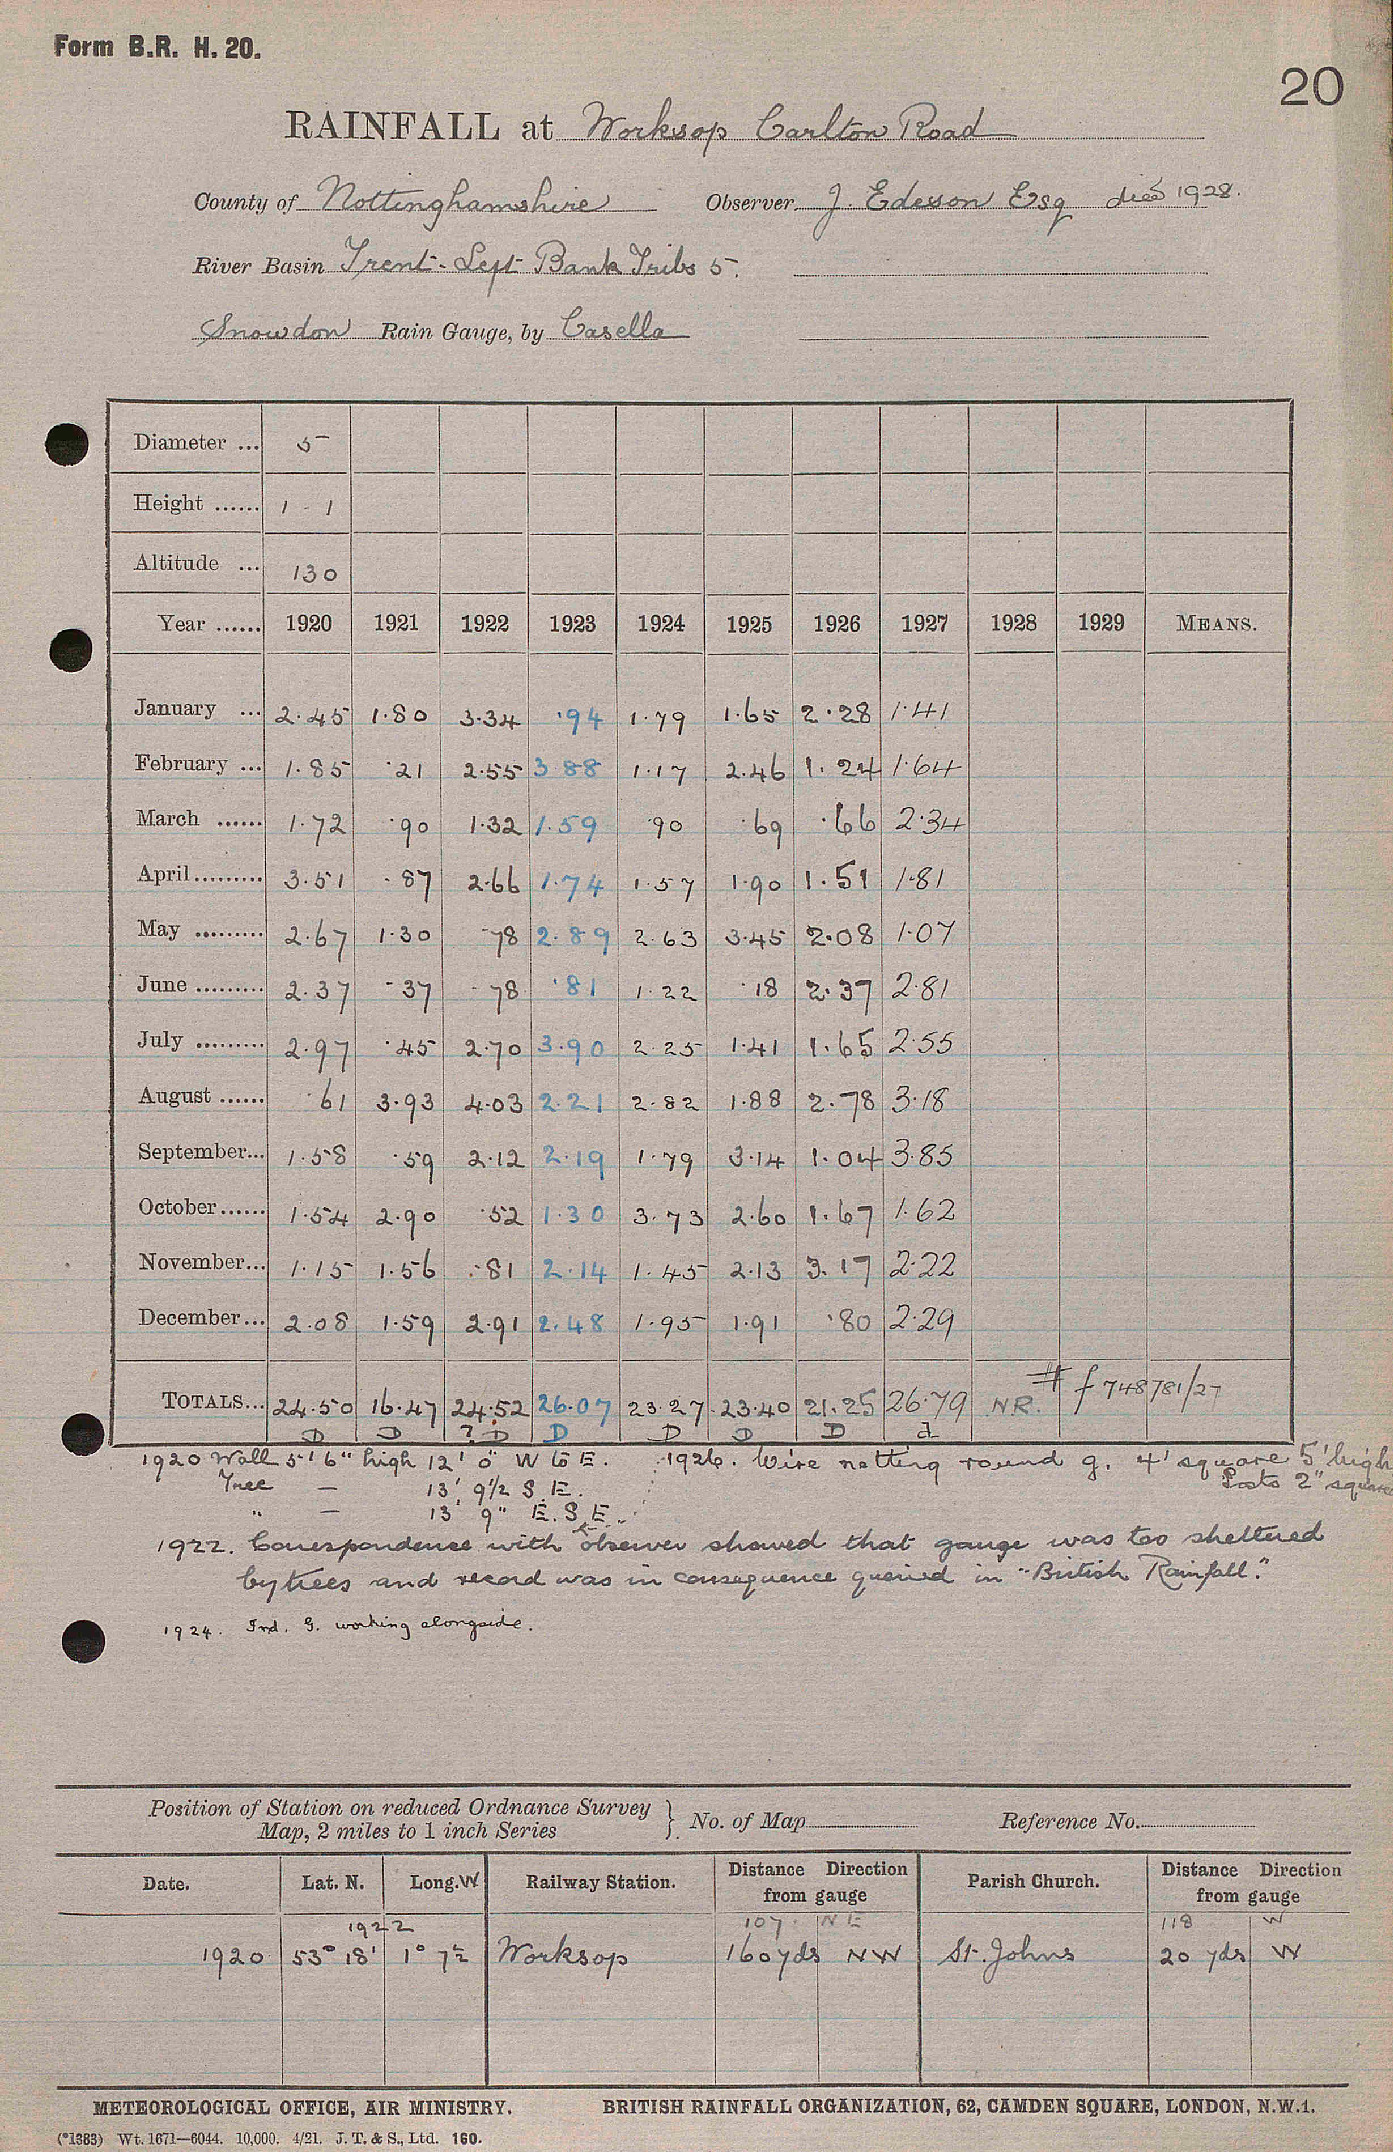 Form B.R. H. 20.
20
RAINFALL at Worksop Carlton Road
County of Nottinghamshire Observer J. Edesson Esq died 1928.
River Basin Trent-Left Bank Tribs 5.
Snowdon Rain Gauge, by Casella
Diameter ... 5
Height ...... 1 - 1
Altitude ... 130
Year ...... 1920 1921 1922 1923 1924 1925 1926 1927 1928 1929 MEANS.
January ... 2.45 1.80 3.34 .94 1.79 1.65 2.28 1.41
February ... 1.85 .21 2.55 3 88 1.17 2.46 1.24 1.64
March ...... 1.72 .90 1.32 1.59 .90 .69 .66 2.34
April......... 3.51 .87 2.66 1.74 1.57 1.90 1.51 1.81
May ......... 2.67 1.30 .78 2.89 2.63 3.45 2.08 1.07
June ......... 2.37 .37 .78 .81 1.22 .18 2.37 2.81
July ......... 2.97 .45 2.70 3.90 2.25 1.41 1.65 2.55
August ...... .61 3.93 4.03 2.21 2.82 1.88 2.78 3.18
September... 1.58 .59 2.12 2.19 1.79 3.14 1.04 3.85
October...... 1.54 2.90 .52 1.30 3.73 2.60 1.67 1.62
November... 1.15 1.56 .81 2.14 1.45 2.13 3.17 2.22
December... 2.08 1.59 2.91 2.48 1.95 1.91 .80 2.29
TOTALS... 24.50 16.47 24.52 26.07 23.27 23.40 21.25 26.79 N.R. # f 748781/27
D D ? D D D D D d
1920 Wall 5' 6" high 12' 0" W to E. 1926. Wire netting round g. 4' square 5' high
Tree — 13' 9½ S.E. Posts 2" square
" — 13' 9" E.S.E.
1922. Correspondence with observer showed that gauge was too sheltered
by trees and record was in consequence queried in "British Rainfall."
1924. Ind. G. working alongside.
Position of Station on reduced Ordnance Survey
Map, 2 miles to 1 inch Series } No. of Map Reference No.
Date. Lat. N. Long. W Railway Station. Distance Direction from gauge Parish Church. Distance Direction from gauge
1922 107 NE 118 W
1920 53° 18' 1° 7½ Worksop 160 yds NW St. Johns 20 yds W
METEOROLOGICAL OFFICE, AIR MINISTRY. BRITISH RAINFALL ORGANIZATION, 62, CAMDEN SQUARE, LONDON, N.W.1.
(*1383) Wt. 1671—6044. 10,000. 4/21. J. T. & S., Ltd. 160.